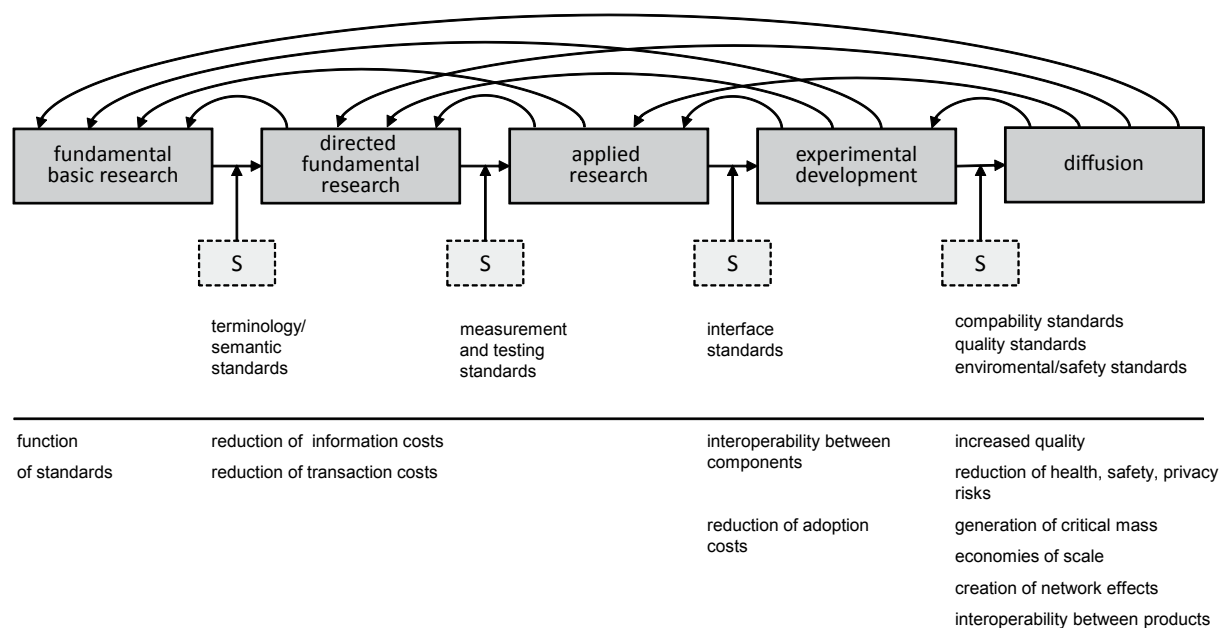 fundamental
basic research
directed
fundamental
research
applied
research
experimental
development
diffusion
S
S
S
S
terminology/
semantic
standards
measurement
and testing
standards
interface
standards
compability standards
quality standards
enviromental/safety standards
function
of standards
reduction of information costs
reduction of transaction costs
interoperability between
components
reduction of adoption
costs
increased quality
reduction of health, safety, privacy
risks
generation of critical mass
economies of scale
creation of network effects
interoperability between products